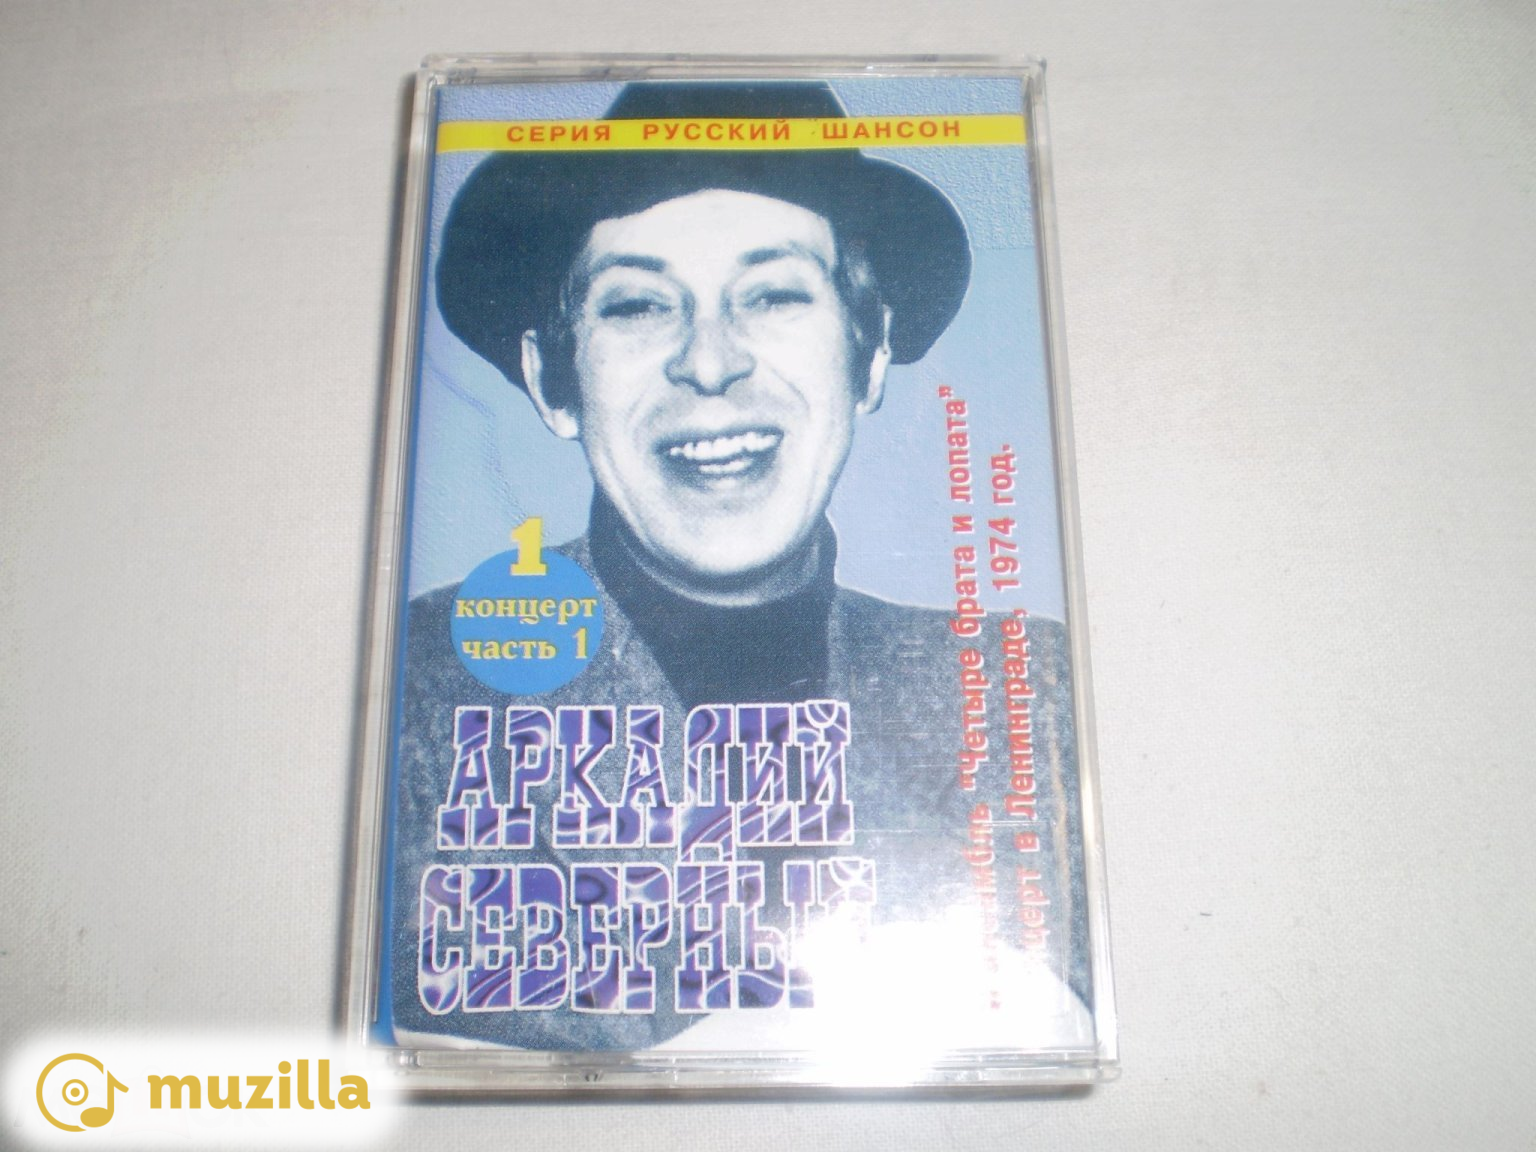 СЕРИЯ РУССКИЙ ШАНСОН
1
концерт
часть 1
АРКАДИЙ
СЕВЕРНЫЙ
"Четыре брата и лопата"
в Ленинграде, 1974 год.
muzilla